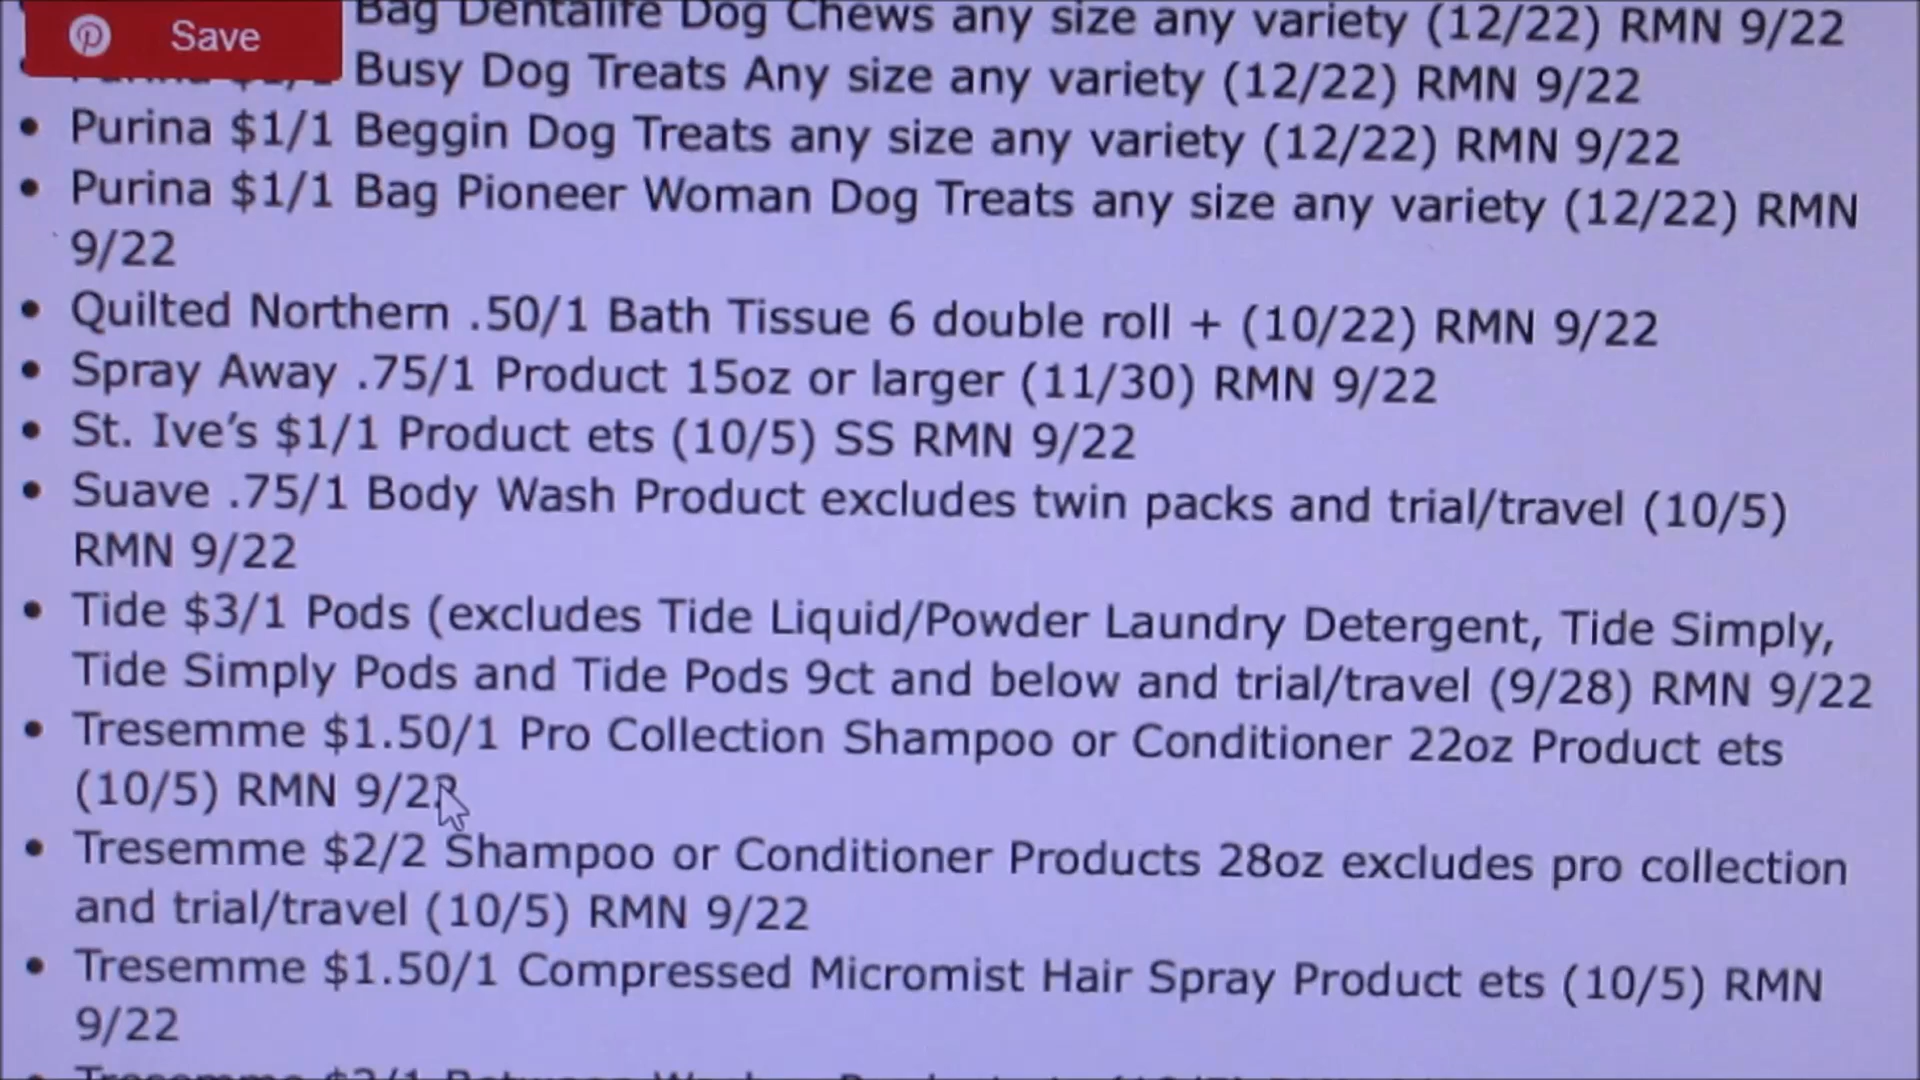 Save
Bag Dentalife Dog Chews any size any variety (12/22) RMN 9/22
Busy Dog Treats Any size any variety (12/22) RMN 9/22
Purina $1/1 Beggin Dog Treats any size any variety (12/22) RMN 9/22
Purina $1/1 Bag Pioneer Woman Dog Treats any size any variety (12/22) RMN
9/22
Quilted Northern .50/1 Bath Tissue 6 double roll + (10/22) RMN 9/22
Spray Away .75/1 Product 15oz or larger (11/30) RMN 9/22
St. Ive’s $1/1 Product ets (10/5) SS RMN 9/22
Suave .75/1 Body Wash Product excludes twin packs and trial/travel (10/5)
RMN 9/22
Tide $3/1 Pods (excludes Tide Liquid/Powder Laundry Detergent, Tide Simply,
Tide Simply Pods and Tide Pods 9ct and below and trial/travel (9/28) RMN 9/22
Tresemme $1.50/1 Pro Collection Shampoo or Conditioner 22oz Product ets
(10/5) RMN 9/22
Tresemme $2/2 Shampoo or Conditioner Products 28oz excludes pro collection
and trial/travel (10/5) RMN 9/22
Tresemme $1.50/1 Compressed Micromist Hair Spray Product ets (10/5) RMN
9/22